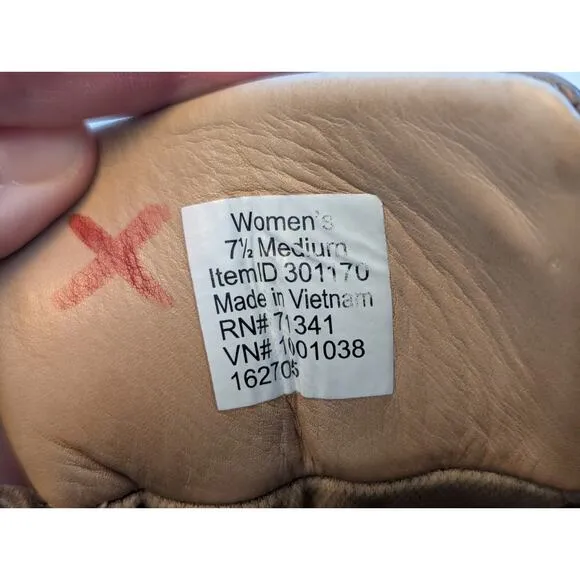 Women's
7½ Medium
ItemID 301170
Made in Vietnam
RN# 71341
VN# 1001038
162705